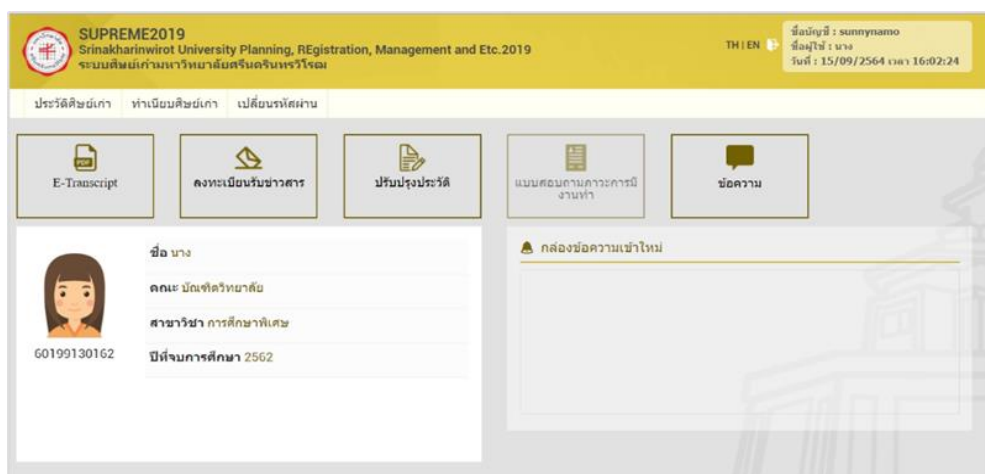 SUPREME2019
Srinakharinwirot University Planning, REgistration, Management and Etc.2019
ระบบศิษย์เก่ามหาวิทยาลัยศรีนครินทรวิโรฒ
TH | EN
ชื่อบัญชี : sunnynamo
ชื่อผู้ใช้ : นาง
วันที่ : 15/09/2564 เวลา 16:02:24
ประวัติศิษย์เก่า ทำเนียบศิษย์เก่า เปลี่ยนรหัสผ่าน
PDF
E-Transcript
ลงทะเบียนรับข่าวสาร
ปรับปรุงประวัติ
แบบสอบถามภาวะการมี
งานทำ
ข้อความ
ชื่อ นาง
คณะ บัณฑิตวิทยาลัย
สาขาวิชา การศึกษาพิเศษ
ปีที่จบการศึกษา 2562
60199130162
กล่องข้อความเข้าใหม่